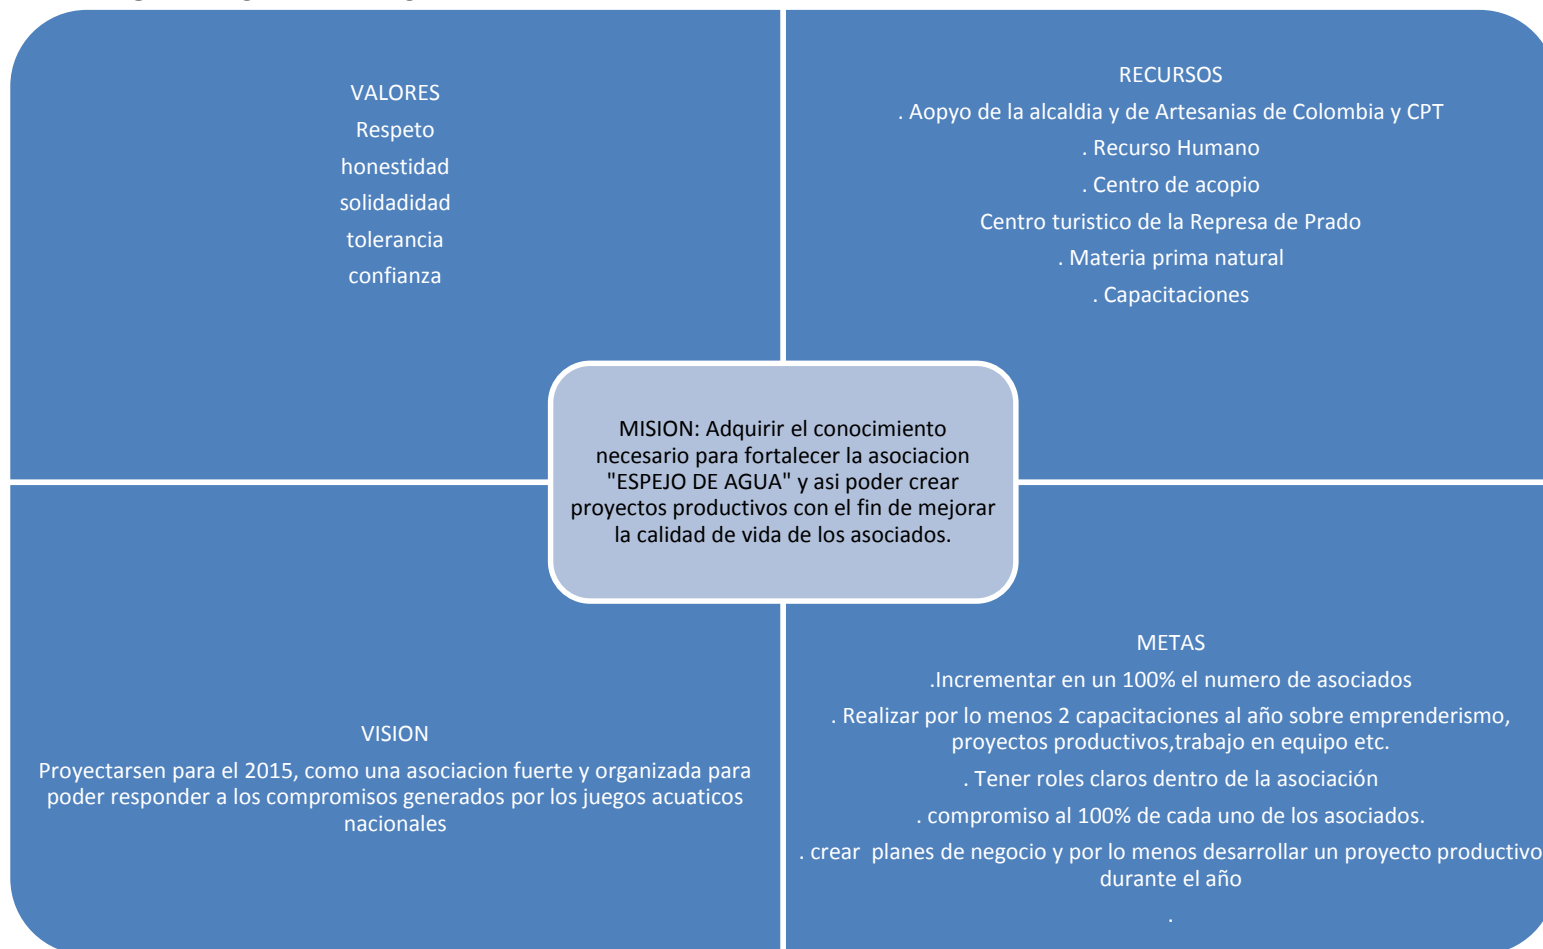 VALORES
Respeto
honestidad
solidadidad
tolerancia
confianza
RECURSOS
. Aopyo de la alcaldia y de Artesanias de Colombia y CPT
. Recurso Humano
. Centro de acopio
Centro turistico de la Represa de Prado
. Materia prima natural
. Capacitaciones
MISION: Adquirir el conocimiento
necesario para fortalecer la asociacion
"ESPEJO DE AGUA" y asi poder crear
proyectos productivos con el fin de mejorar
la calidad de vida de los asociados.
VISION
Proyectarsen para el 2015, como una asociacion fuerte y organizada para
poder responder a los compromisos generados por los juegos acuaticos
nacionales
METAS
.Incrementar en un 100% el numero de asociados
. Realizar por lo menos 2 capacitaciones al año sobre emprenderismo,
proyectos productivos,trabajo en equipo etc.
. Tener roles claros dentro de la asociación
. compromiso al 100% de cada uno de los asociados.
. crear  planes de negocio y por lo menos desarrollar un proyecto productivo
durante el año
.